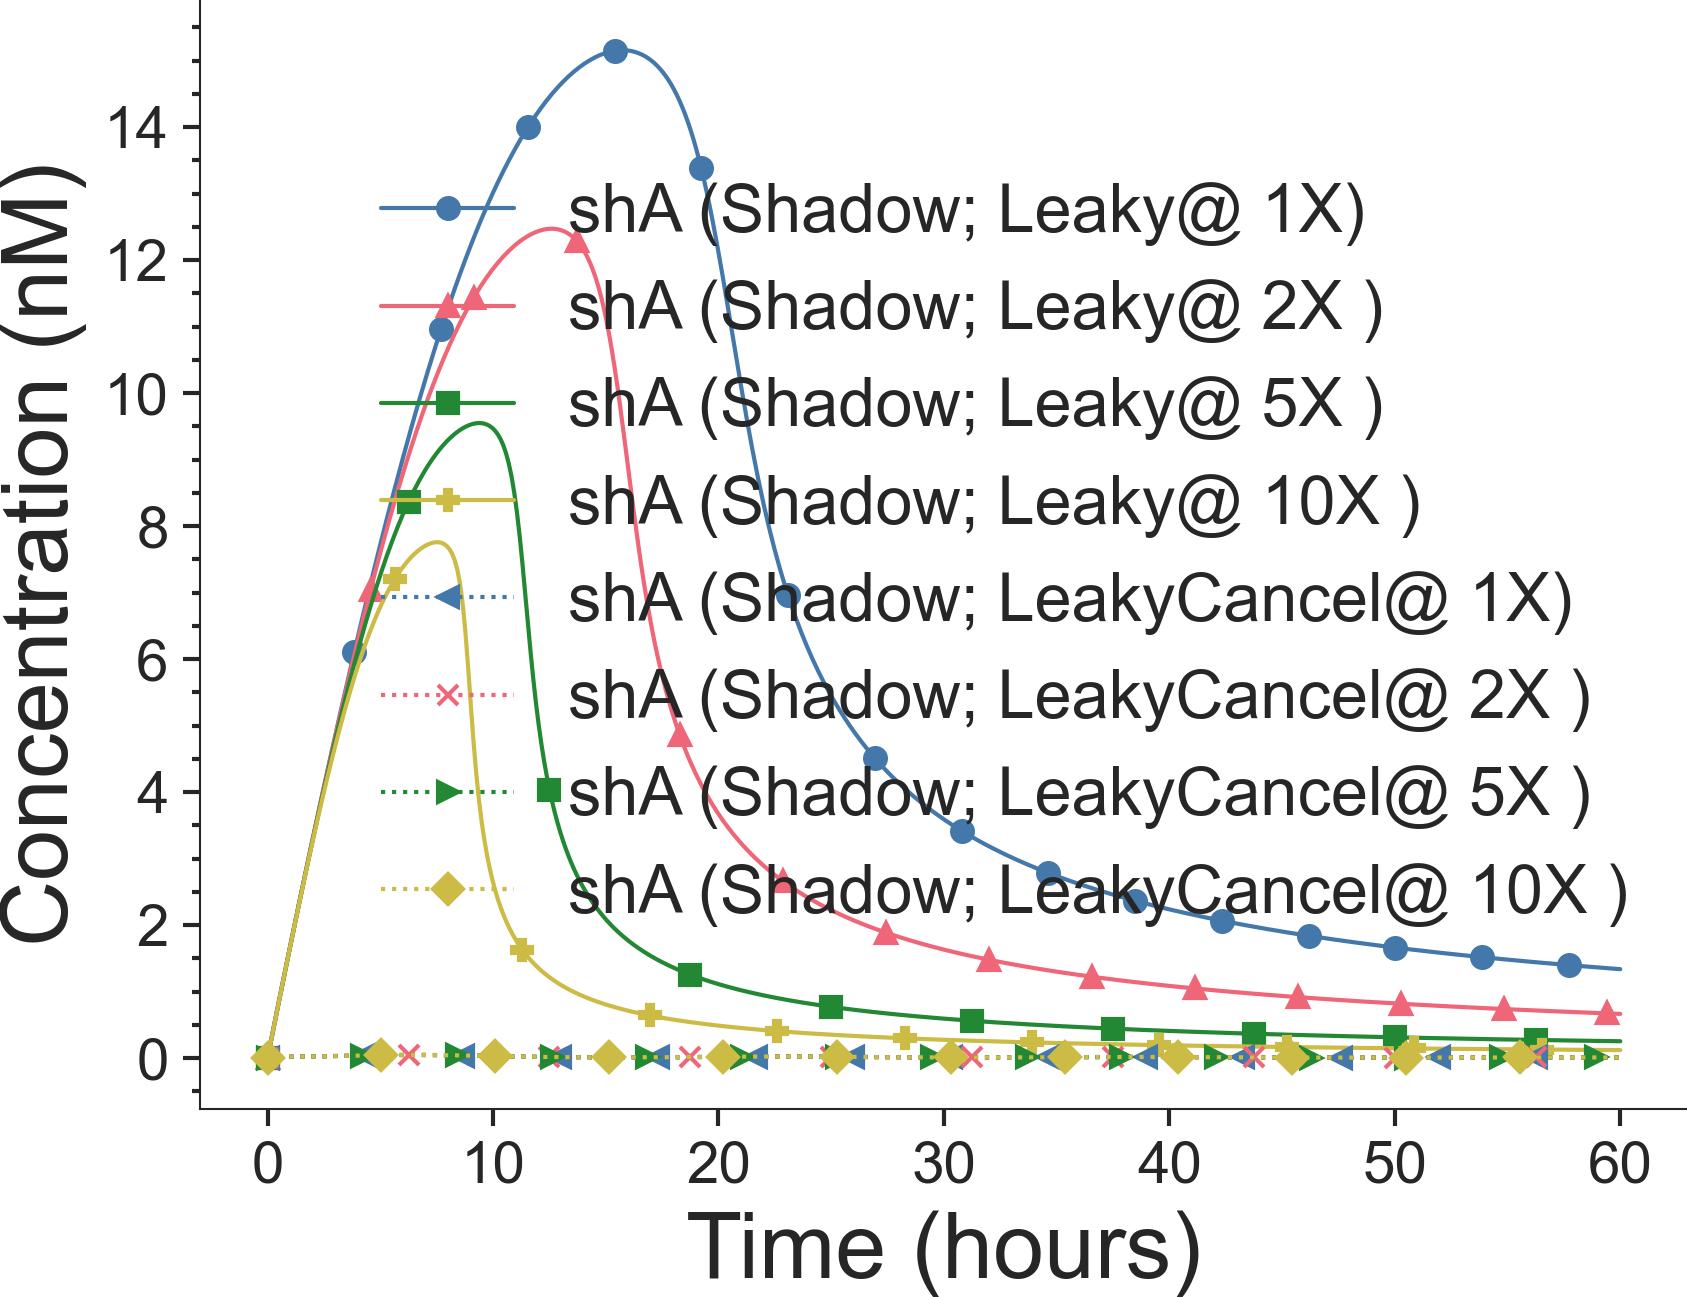 Concentration (nM)
14
12
10
8
6
4
2
0
shA (Shadow; Leaky@ 1X)
shA (Shadow; Leaky@ 2X )
shA (Shadow; Leaky@ 5X )
shA (Shadow; Leaky@ 10X )
shA (Shadow; LeakyCancel@ 1X)
shA (Shadow; LeakyCancel@ 2X )
shA (Shadow; LeakyCancel@ 5X )
shA (Shadow; LeakyCancel@ 10X )
0 10 20 30 40 50 60
Time (hours)